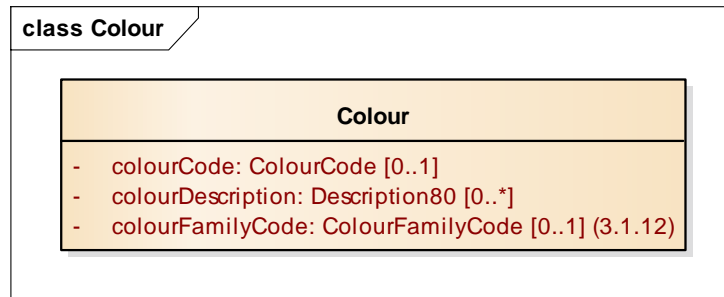 class Colour
Colour
- colourCode: ColourCode [0..1]
- colourDescription: Description80 [0..*]
- colourFamilyCode: ColourFamilyCode [0..1] (3.1.12)